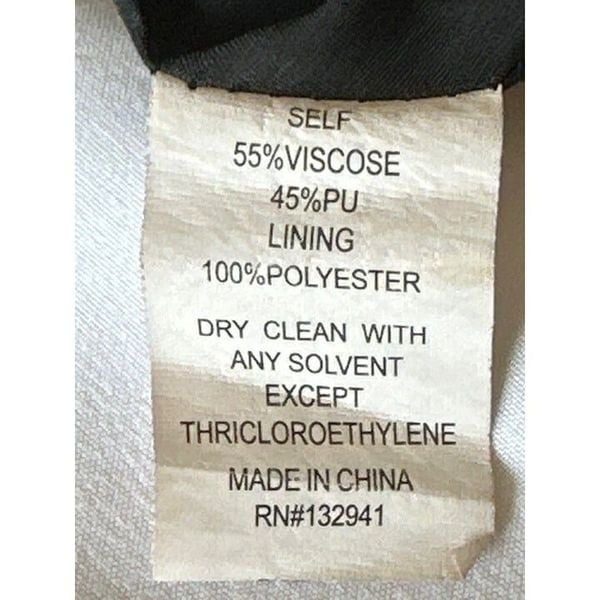 SELF
55%VISCOSE
45%PU
LINING
100%POLYESTER
DRY CLEAN WITH
ANY SOLVENT
EXCEPT
THRICLOROETHYLENE
MADE IN CHINA
RN#132941